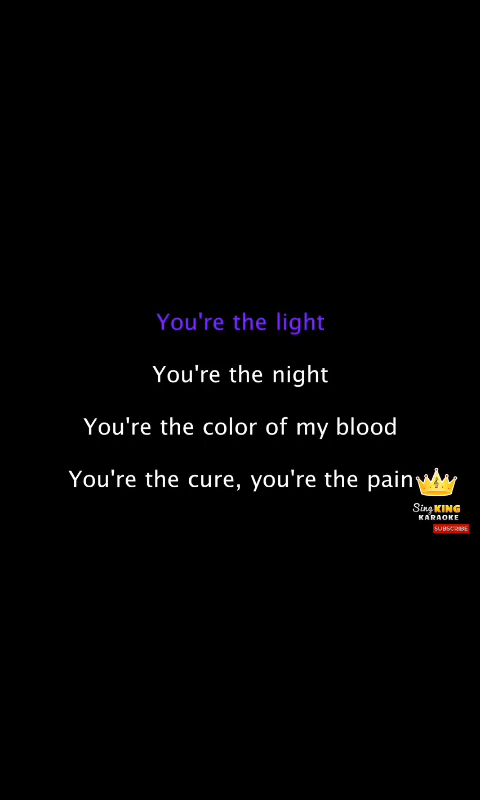 You're the light
You're the night
You're the color of my blood
You're the cure, you're the pain
Sing KING
KARAOKE
SUBSCRIBE